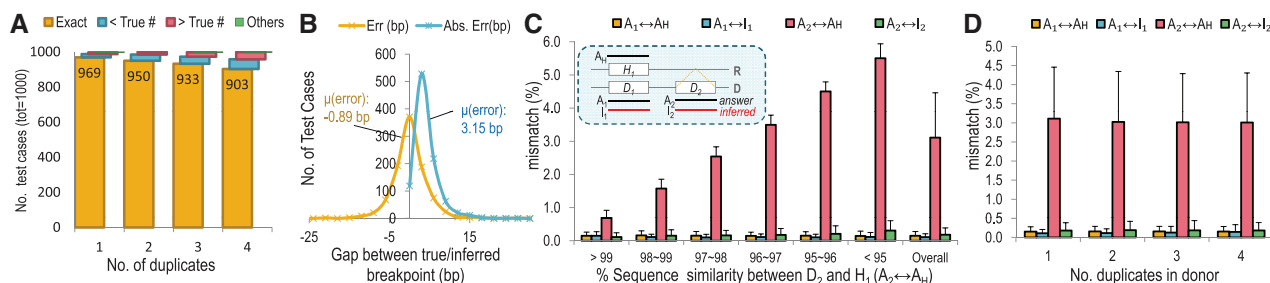 A
Exact < True # > True # Others
No. test cases (tot=1000)
1000
800
600
400
200
0
969
950
933
903
1 2 3 4
No. of duplicates
B
Err (bp) Abs. Err(bp)
No. of Test Cases
600
500
400
300
200
100
0
μ(error):
-0.89 bp
μ(error):
3.15 bp
-25 -5 15
Gap between true/inferred
breakpoint (bp)
C
A1↔AH A1↔I1 A2↔AH A2↔I2
mismatch (%)
6.0
5.0
4.0
3.0
2.0
1.0
0.0
AH
H1 R
D1 D2 D
A1 A2 answer
I1 I2 inferred
> 99 98~99 97~98 96~97 95~96 < 95 Overall
% Sequence similarity between D2 and H1 (A2↔AH)
D
A1↔AH A1↔I1 A2↔AH A2↔I2
mismatch (%)
5.0
4.5
4.0
3.5
3.0
2.5
2.0
1.5
1.0
0.5
0.0
1 2 3 4
No. duplicates in donor